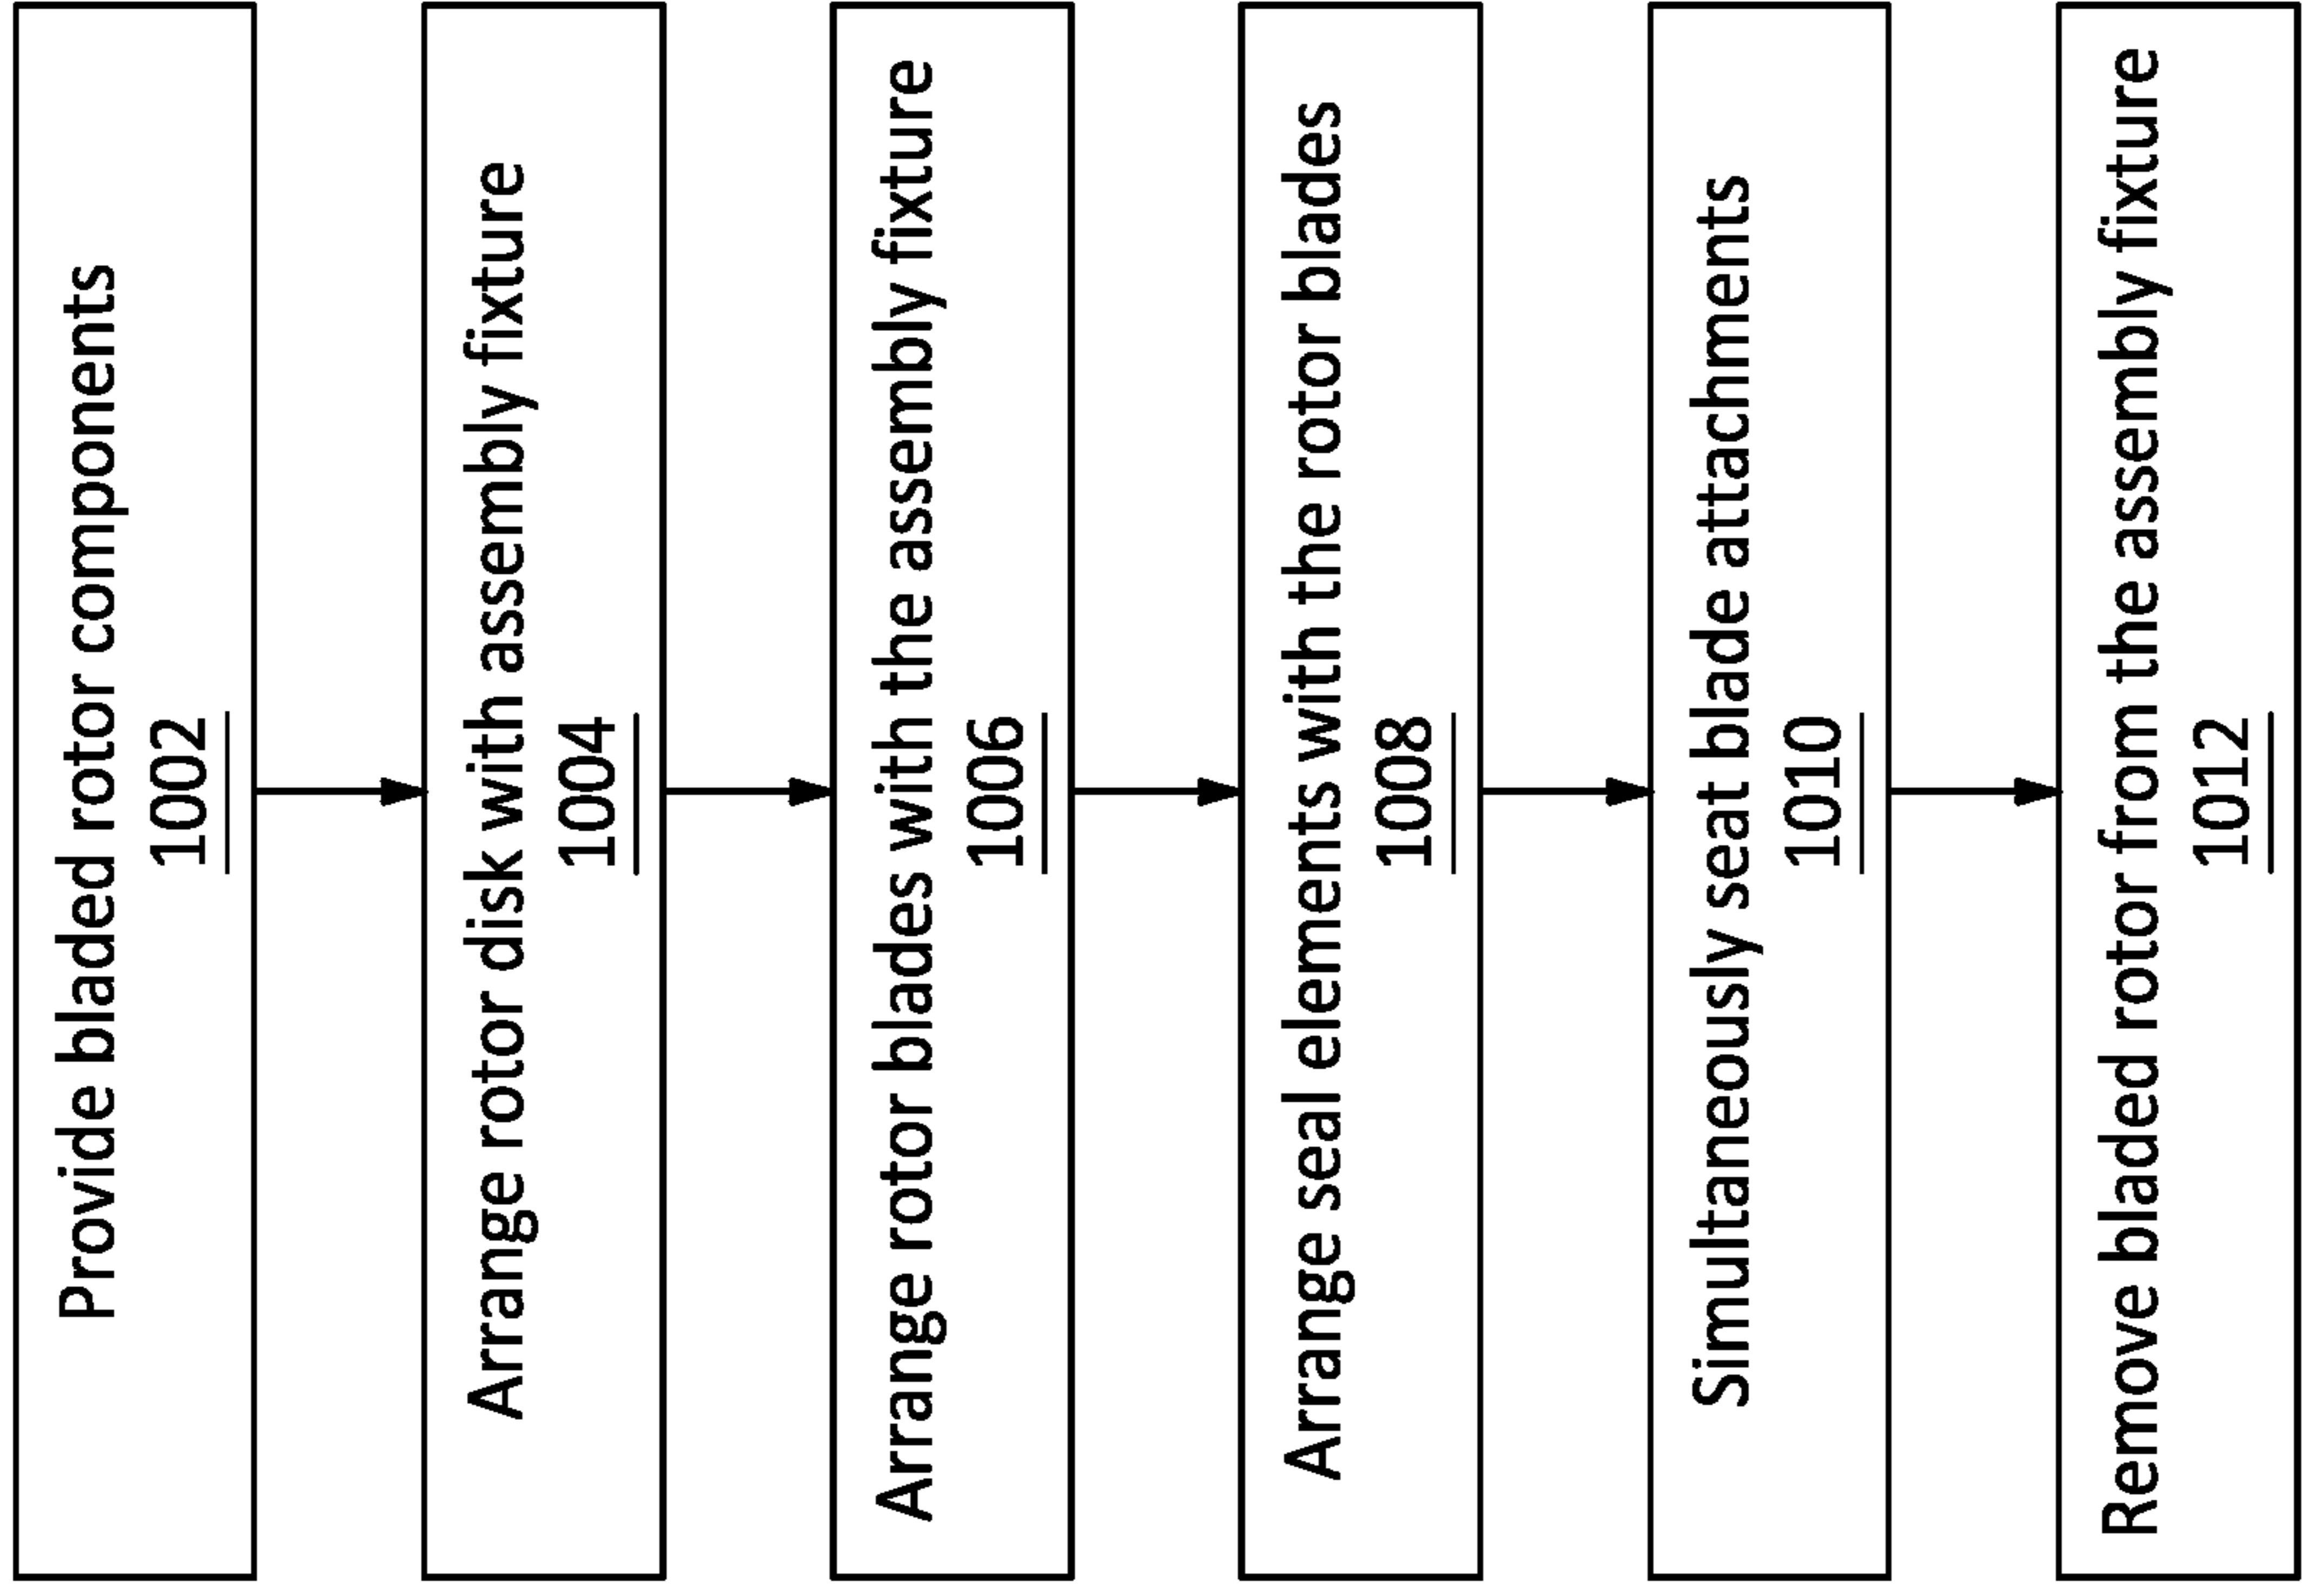 Provide bladed rotor components
1002
Arrange rotor disk with assembly fixture
1004
Arrange rotor blades with the assembly fixture
1006
Arrange seal elements with the rotor blades
1008
Simultaneously seat blade attachments
1010
Remove bladed rotor from the assembly fixture
1012